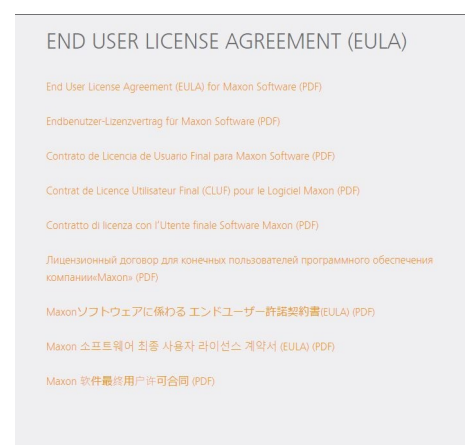 END USER LICENSE AGREEMENT (EULA)
End User License Agreement (EULA) for Maxon Software (PDF)
Endbenutzer-Lizenzvertrag für Maxon Software (PDF)
Contrato de Licencia de Usuario Final para Maxon Software (PDF)
Contrat de Licence Utilisateur Final (CLUF) pour le Logiciel Maxon (PDF)
Contratto di licenza con l'Utente finale Software Maxon (PDF)
Лицензионный договор для конечных пользователей программного обеспечения
компании«Maxon» (PDF)
Maxonソフトウェアに係わる エンドユーザー許諾契約書(EULA) (PDF)
Maxon 소프트웨어 최종 사용자 라이선스 계약서 (EULA) (PDF)
Maxon 软件最终用户许可合同 (PDF)